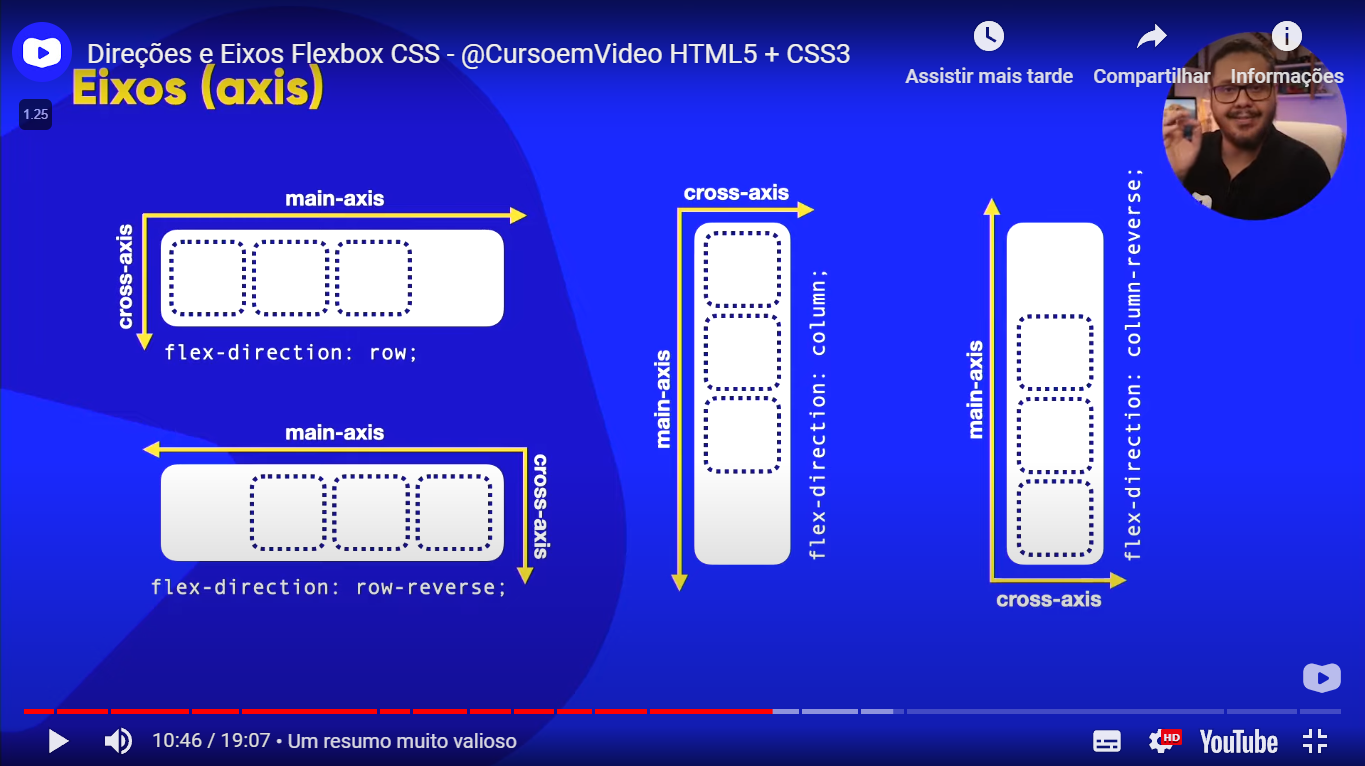 Direções e Eixos Flexbox CSS - @CursoemVideo HTML5 + CSS3
Assistir mais tarde
Compartilhar
Informações
Eixos (axis)
1.25
main-axis
cross-axis
flex-direction: row;
main-axis
cross-axis
flex-direction: row-reverse;
cross-axis
main-axis
flex-direction: column;
main-axis
cross-axis
flex-direction: column-reverse;
10:46 / 19:07 • Um resumo muito valioso
HD
YouTube